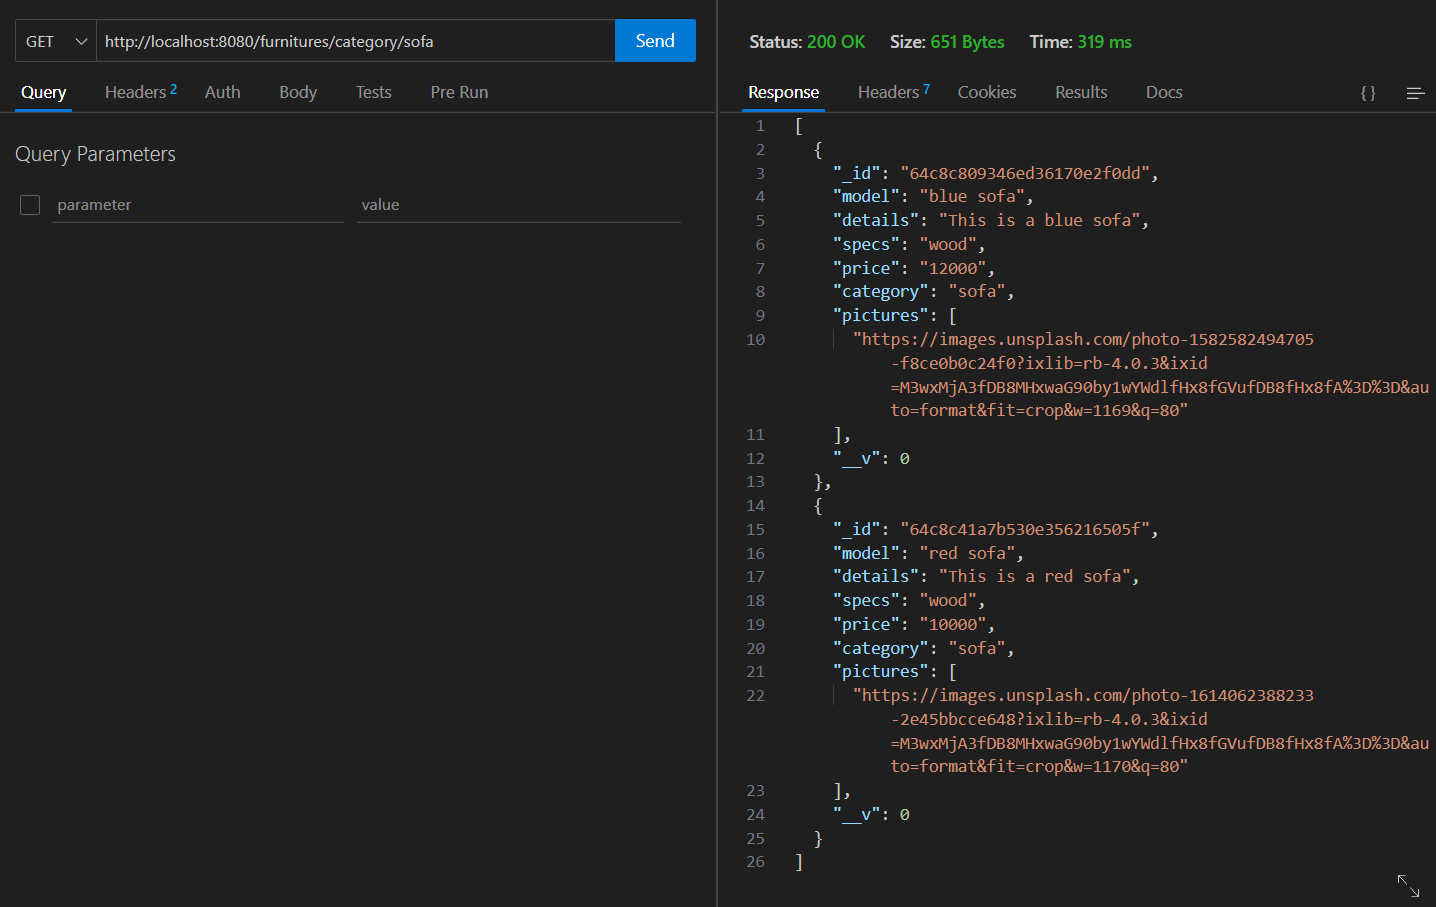 GET http://localhost:8080/furnitures/category/sofa Send
Query Headers 2 Auth Body Tests Pre Run
Query Parameters
parameter value
Status: 200 OK Size: 651 Bytes Time: 319 ms
Response Headers 7 Cookies Results Docs { }
1 [
2 {
3 "_id": "64c8c809346ed36170e2f0dd",
4 "model": "blue sofa",
5 "details": "This is a blue sofa",
6 "specs": "wood",
7 "price": "12000",
8 "category": "sofa",
9 "pictures": [
10 "https://images.unsplash.com/photo-1582582494705
-f8ce0b0c24f0?ixlib=rb-4.0.3&ixid
=M3wxMjA3fDB8MHxwaG90by1wYWdlfHx8fGVufDB8fHx8fA%3D%3D&au
to=format&fit=crop&w=1169&q=80"
11 ],
12 "__v": 0
13 },
14 {
15 "_id": "64c8c41a7b530e356216505f",
16 "model": "red sofa",
17 "details": "This is a red sofa",
18 "specs": "wood",
19 "price": "10000",
20 "category": "sofa",
21 "pictures": [
22 "https://images.unsplash.com/photo-1614062388233
-2e45bbcce648?ixlib=rb-4.0.3&ixid
=M3wxMjA3fDB8MHxwaG90by1wYWdlfHx8fGVufDB8fHx8fA%3D%3D&au
to=format&fit=crop&w=1170&q=80"
23 ],
24 "__v": 0
25 }
26 ]